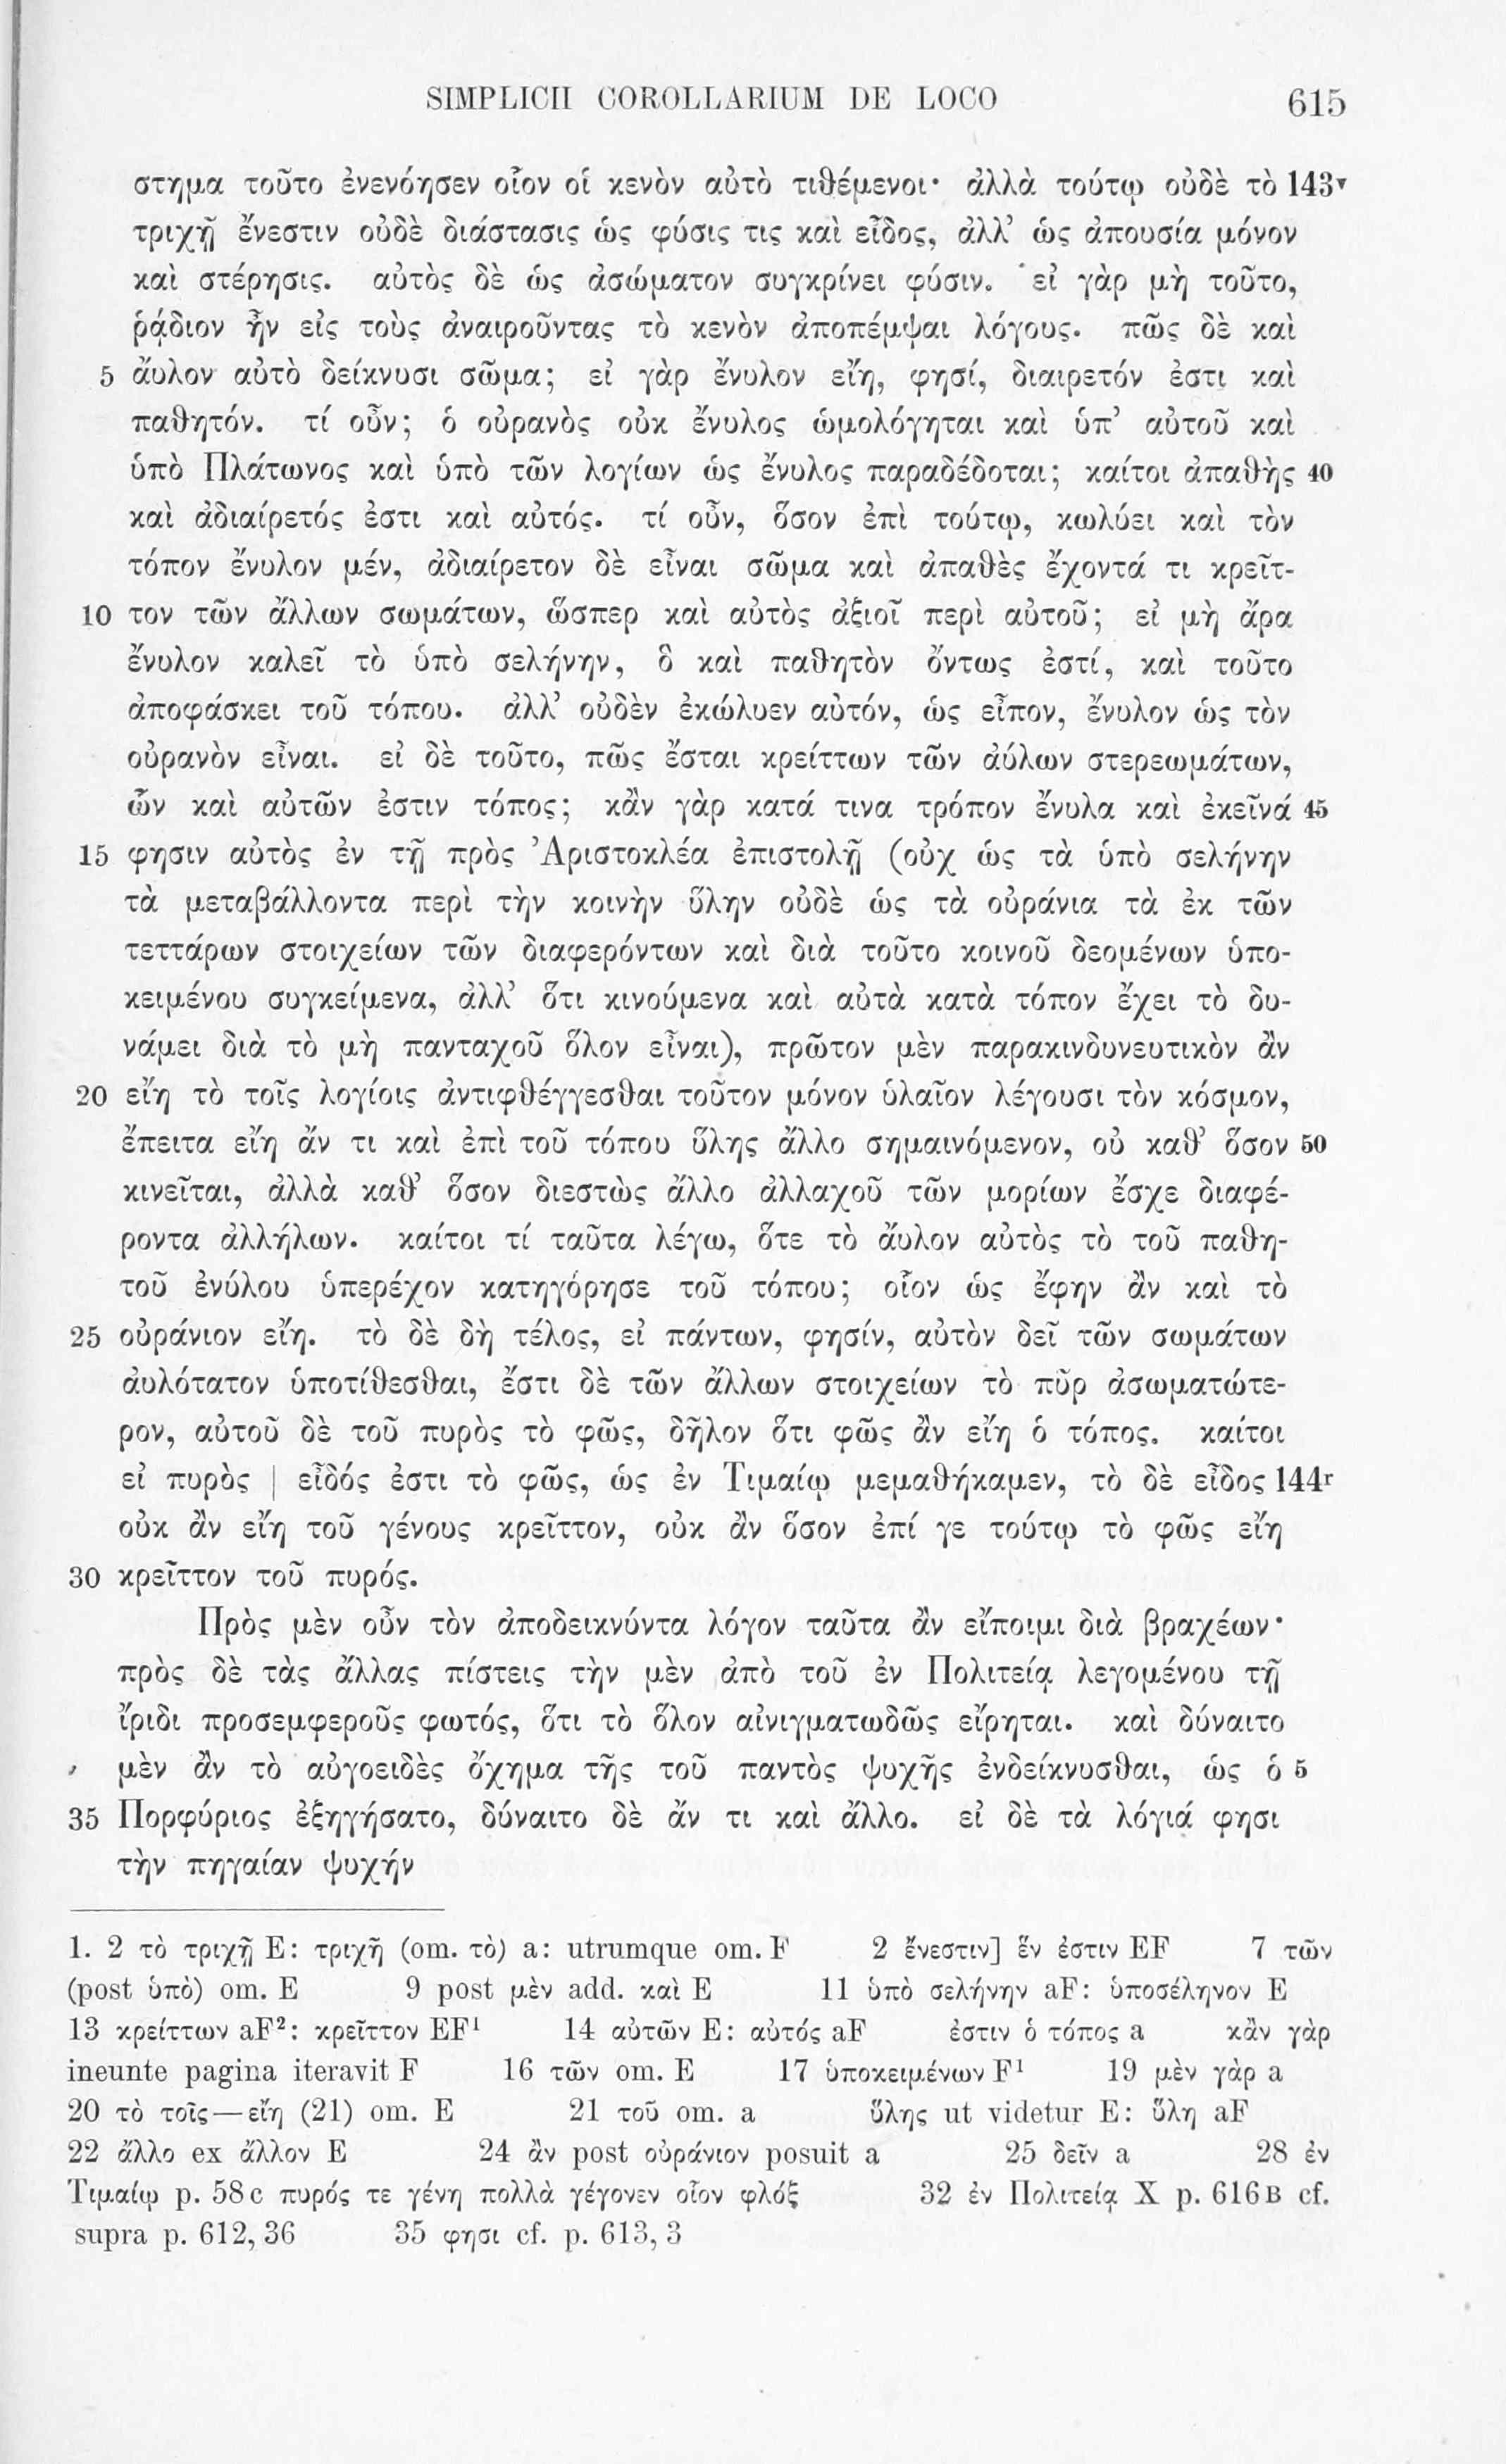 SIMPLICII COROLLARIUM DE LOCO 615
στημα τοῦτο ἐνενόησεν οἷον οἱ κενὸν αὐτὸ τιθέμενοι· ἀλλὰ τούτῳ οὐδὲ τὸ 143ᵛ
τριχῇ ἔνεστιν οὐδὲ διάστασις ὡς φύσις τις καὶ εἶδος, ἀλλ’ ὡς ἀπουσία μόνον
καὶ στέρησις. αὐτὸς δὲ ὡς ἀσώματον συγκρίνει φύσιν. εἰ γὰρ μὴ τοῦτο,
ῥᾴδιον ἦν εἰς τοὺς ἀναιροῦντας τὸ κενὸν ἀποπέμψαι λόγους. πῶς δὲ καὶ
5 ἄυλον αὐτὸ δείκνυσι σῶμα; εἰ γὰρ ἔνυλον εἴη, φησί, διαιρετόν ἐστι καὶ
παθητόν. τί οὖν; ὁ οὐρανὸς οὐκ ἔνυλος ὡμολόγηται καὶ ὑπ’ αὐτοῦ καὶ
ὑπὸ Πλάτωνος καὶ ὑπὸ τῶν λογίων ὡς ἔνυλος παραδέδοται; καίτοι ἀπαθὴς 40
καὶ ἀδιαίρετός ἐστι καὶ αὐτός. τί οὖν, ὅσον ἐπὶ τούτῳ, κωλύει καὶ τὸν
τόπον ἔνυλον μέν, ἀδιαίρετον δὲ εἶναι σῶμα καὶ ἀπαθὲς ἔχοντά τι κρεῖτ-
10 τον τῶν ἄλλων σωμάτων, ὥσπερ καὶ αὐτὸς ἀξιοῖ περὶ αὐτοῦ; εἰ μὴ ἄρα
ἔνυλον καλεῖ τὸ ὑπὸ σελήνην, ὃ καὶ παθητὸν ὄντως ἐστί, καὶ τοῦτο
ἀποφάσκει τοῦ τόπου. ἀλλ’ οὐδὲν ἐκώλυεν αὐτόν, ὡς εἶπον, ἔνυλον ὡς τὸν
οὐρανὸν εἶναι. εἰ δὲ τοῦτο, πῶς ἔσται κρείττων τῶν ἀύλων στερεωμάτων,
ὧν καὶ αὐτῶν ἐστιν τόπος; κἂν γὰρ κατά τινα τρόπον ἔνυλα καὶ ἐκεῖνά 45
15 φησιν αὐτὸς ἐν τῇ πρὸς Ἀριστοκλέα ἐπιστολῇ (οὐχ ὡς τὰ ὑπὸ σελήνην
τὰ μεταβάλλοντα περὶ τὴν κοινὴν ὕλην οὐδὲ ὡς τὰ οὐράνια τὰ ἐκ τῶν
τεττάρων στοιχείων τῶν διαφερόντων καὶ διὰ τοῦτο κοινοῦ δεομένων ὑπο-
κειμένου συγκείμενα, ἀλλ’ ὅτι κινούμενα καὶ αὐτὰ κατὰ τόπον ἔχει τὸ δυ-
νάμει διὰ τὸ μὴ πανταχοῦ ὅλον εἶναι), πρῶτον μὲν παρακινδυνευτικὸν ἂν
20 εἴη τὸ τοῖς λογίοις ἀντιφθέγγεσθαι τοῦτον μόνον ὑλαῖον λέγουσι τὸν κόσμον,
ἔπειτα εἴη ἄν τι καὶ ἐπὶ τοῦ τόπου ὕλης ἄλλο σημαινόμενον, οὐ καθ’ ὅσον 50
κινεῖται, ἀλλὰ καθ’ ὅσον διεστὼς ἄλλο ἀλλαχοῦ τῶν μορίων ἔσχε διαφέ-
ροντα ἀλλήλων. καίτοι τί ταῦτα λέγω, ὅτε τὸ ἄυλον αὐτὸς τὸ τοῦ παθη-
τοῦ ἐνύλου ὑπερέχον κατηγόρησε τοῦ τόπου; οἷον ὡς ἔφην ἂν καὶ τὸ
25 οὐράνιον εἴη. τὸ δὲ δὴ τέλος, εἰ πάντων, φησίν, αὐτὸν δεῖ τῶν σωμάτων
ἀυλότατον ὑποτίθεσθαι, ἔστι δὲ τῶν ἄλλων στοιχείων τὸ πῦρ ἀσωματώτε-
ρον, αὐτοῦ δὲ τοῦ πυρὸς τὸ φῶς, δῆλον ὅτι φῶς ἂν εἴη ὁ τόπος. καίτοι
εἰ πυρὸς | εἶδός ἐστι τὸ φῶς, ὡς ἐν Τιμαίῳ μεμαθήκαμεν, τὸ δὲ εἶδος 144ʳ
οὐκ ἂν εἴη τοῦ γένους κρεῖττον, οὐκ ἂν ὅσον ἐπί γε τούτῳ τὸ φῶς εἴη
30 κρεῖττον τοῦ πυρός.
Πρὸς μὲν οὖν τὸν ἀποδεικνύντα λόγον ταῦτα ἂν εἴποιμι διὰ βραχέων·
πρὸς δὲ τὰς ἄλλας πίστεις τὴν μὲν ἀπὸ τοῦ ἐν Πολιτείᾳ λεγομένου τῇ
ἴριδι προσεμφεροῦς φωτός, ὅτι τὸ ὅλον αἰνιγματωδῶς εἴρηται. καὶ δύναιτο
μὲν ἂν τὸ αὐγοειδὲς ὄχημα τῆς τοῦ παντὸς ψυχῆς ἐνδείκνυσθαι, ὡς ὁ 5
35 Πορφύριος ἐξηγήσατο, δύναιτο δὲ ἄν τι καὶ ἄλλο. εἰ δὲ τὰ λόγιά φησι
τὴν πηγαίαν ψυχήν
1. 2 τὸ τριχῇ E: τριχῇ (om. τὸ) a: utrumque om. F 2 ἔνεστιν] ἕν ἐστιν EF 7 τῶν
(post ὑπὸ) om. E 9 post μὲν add. καὶ E 11 ὑπὸ σελήνην aF: ὑποσέληνον E
13 κρείττων aF²: κρεῖττον EF¹ 14 αὐτῶν E: αὐτός aF ἐστιν ὁ τόπος a κἂν γὰρ
ineunte pagina iteravit F 16 τῶν om. E 17 ὑποκειμένων F¹ 19 μὲν γὰρ a
20 τὸ τοῖς—εἴη (21) om. E 21 τοῦ om. a ὕλης ut videtur E: ὕλη aF
22 ἄλλο ex ἄλλον E 24 ἂν post οὐράνιον posuit a 25 δεῖν a 28 ἐν
Τιμαίῳ p. 58c πυρός τε γένη πολλὰ γέγονεν οἷον φλόξ 32 ἐν Πολιτείᾳ X p. 616B cf.
supra p. 612, 36 35 φησι cf. p. 613, 3